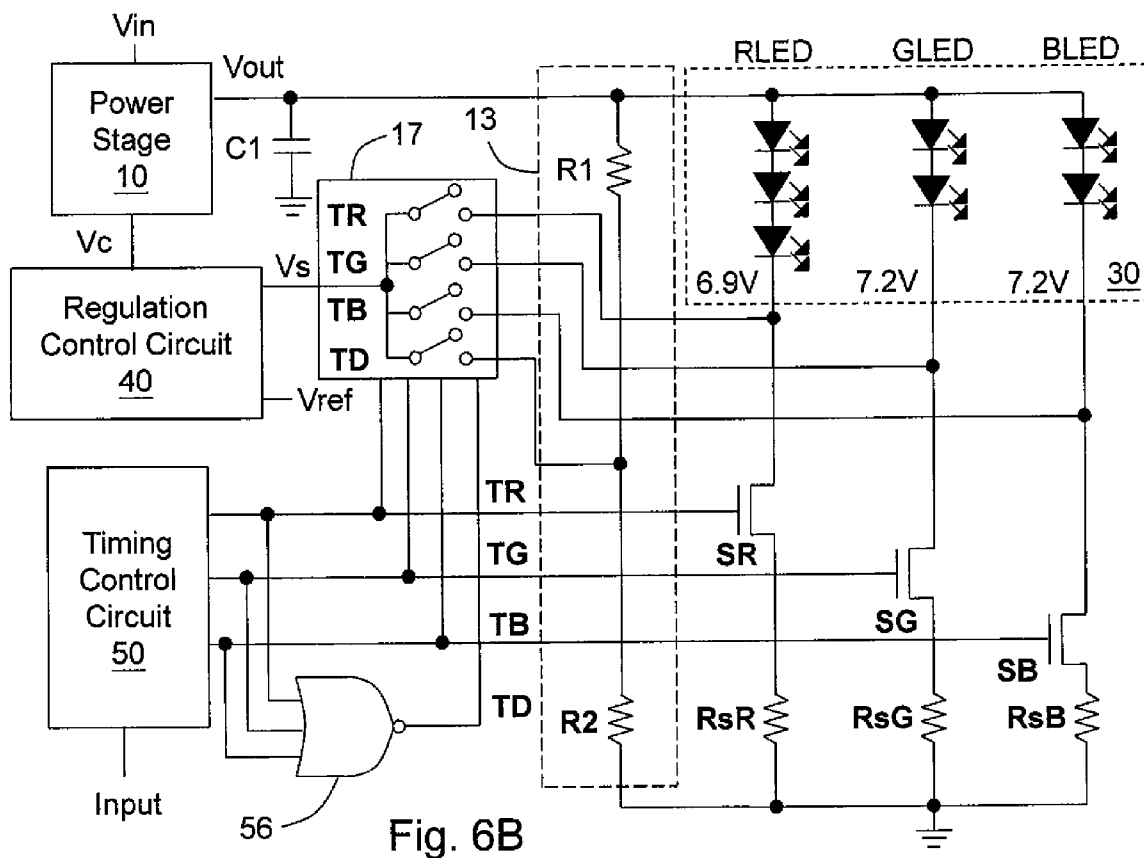 Vin
RLED
GLED
BLED
Vout
Power
Stage
10
C1
17
13
R1
TR
TG
TB
TD
Vc
Vs
6.9V
7.2V
7.2V
30
Regulation
Control Circuit
40
Vref
Timing
Control
Circuit
50
TR
SR
TG
SG
TB
SB
TD
R2
RsR
RsG
RsB
Input
56
Fig. 6B